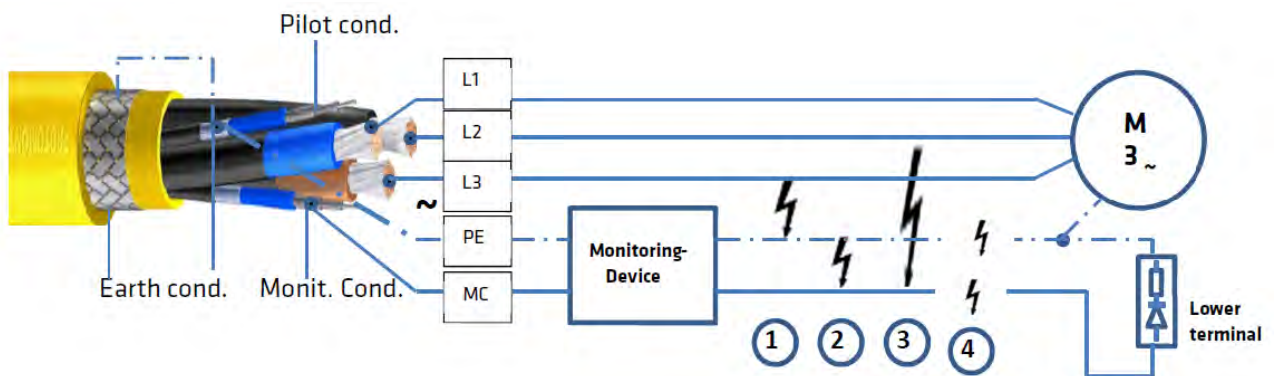 Pilot cond.
L1
L2
L3
~
PE
MC
Earth cond.
Monit. Cond.
Monitoring-
Device
M
3 ~
1
2
3
4
Lower
terminal